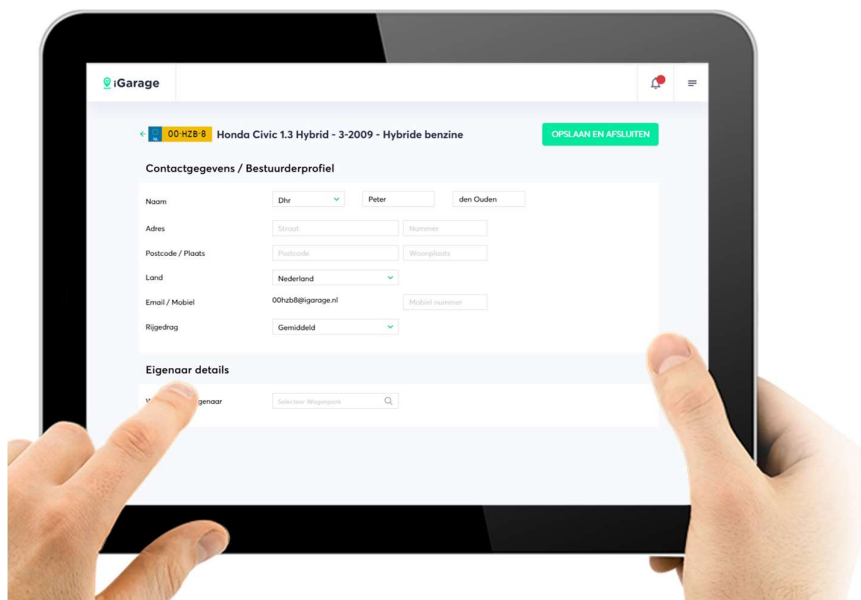 iGarage
00-HZB-8 Honda Civic 1.3 Hybrid - 3-2009 - Hybride benzine OPSLAAN EN AFSLUITEN
Contactgegevens / Bestuurderprofiel
Naam Dhr Peter den Ouden
Adres Straat Nummer
Postcode / Plaats Postcode Woonplaats
Land Nederland
Email / Mobiel 00hzb8@igarage.nl Mobiel nummer
Rijgedrag Gemiddeld
Eigenaar details
genaar Selecteer Wagenpark